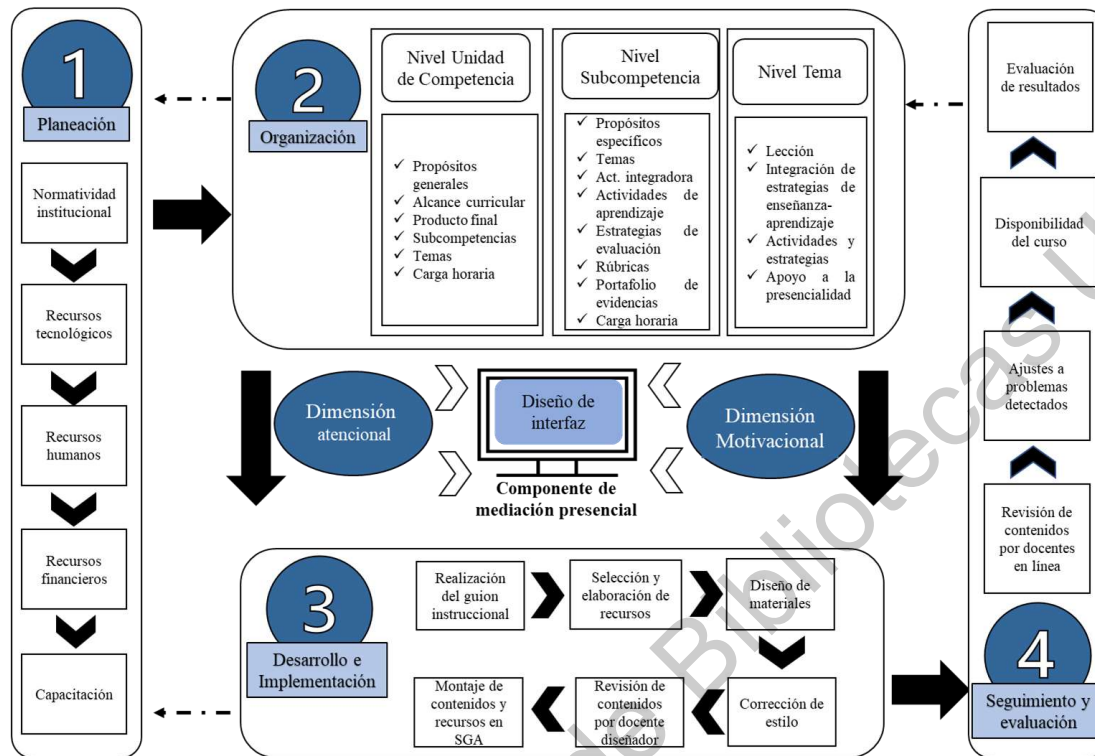 1
Planeación
Normatividad
institucional
Recursos
tecnológicos
Recursos
humanos
Recursos
financieros
Capacitación
2
Organización
Nivel Unidad
de Competencia
✓ Propósitos
generales
✓ Alcance curricular
✓ Producto final
✓ Subcompetencias
✓ Temas
✓ Carga horaria
Nivel
Subcompetencia
✓ Propósitos
específicos
✓ Temas
✓ Act. integradora
✓ Actividades de
aprendizaje
✓ Estrategias de
evaluación
✓ Rúbricas
✓ Portafolio de
evidencias
✓ Carga horaria
Nivel Tema
✓ Lección
✓ Integración de
estrategias de
enseñanza-
aprendizaje
✓ Actividades y
estrategias
✓ Apoyo a la
presencialidad
Dimensión
atencional
Diseño de
interfaz
Componente de
mediación presencial
Dimensión
Motivacional
3
Desarrollo e
Implementación
Realización
del guion
instruccional
Selección y
elaboración de
recursos
Diseño de
materiales
Corrección de
estilo
Revisión de
contenidos
por docente
diseñador
Montaje de
contenidos y
recursos en
SGA
4
Seguimiento y
evaluación
Revisión de
contenidos
por docentes
en línea
Ajustes a
problemas
detectados
Disponibilidad
del curso
Evaluación
de resultados
de Bibliotecas